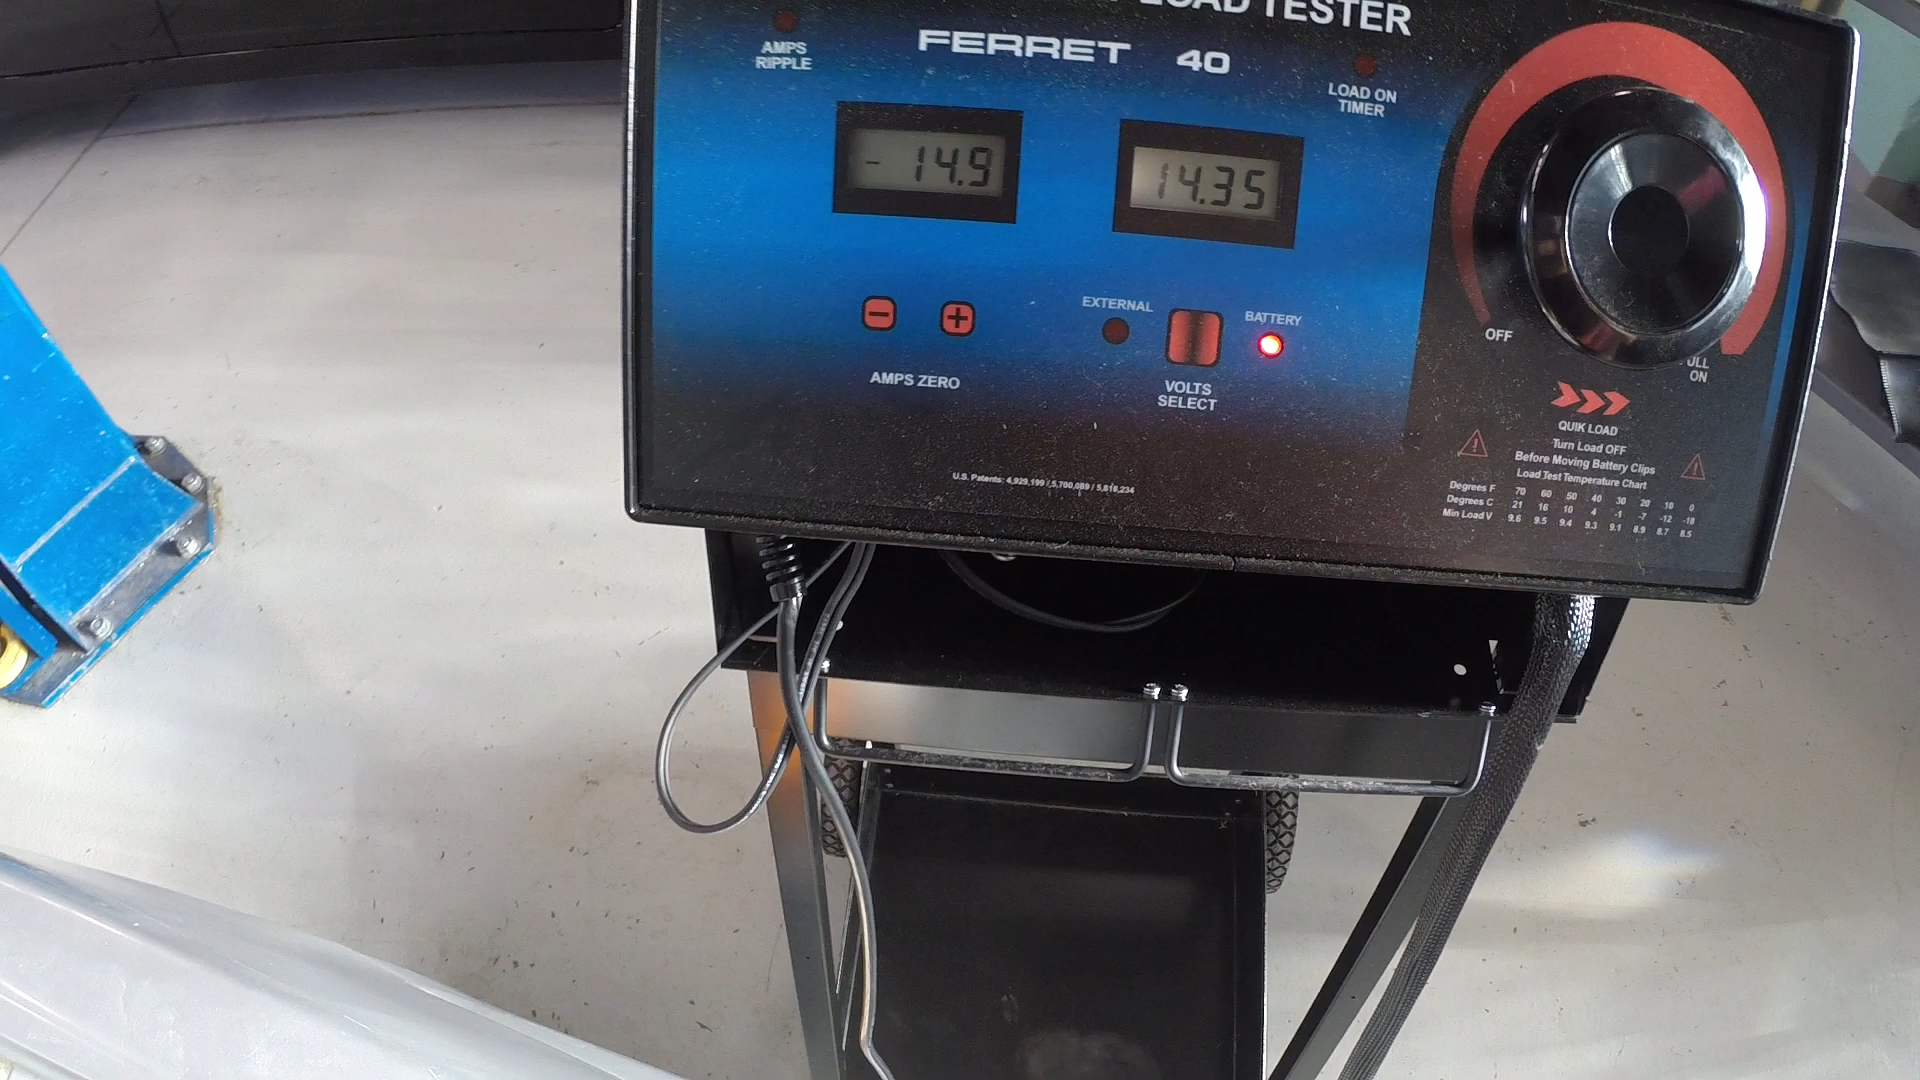 LOAD TESTER
FERRET 40
AMPS
RIPPLE
LOAD ON
TIMER
- 14.9
14.35
AMPS ZERO
EXTERNAL
BATTERY
VOLTS
SELECT
OFF
ON
QUIK LOAD
Turn Load OFF
Before Moving Battery Clips
Load Test Temperature Chart
Degrees F 70 60 50 40 30 20 10 0
Degrees C 21 16 10 4 -1 -7 -12 -18
Min Load V 9.6 9.5 9.4 9.3 9.1 8.9 8.7 8.5
U.S. Patents: 4,929,199 / 5,700,089 / 5,818,234